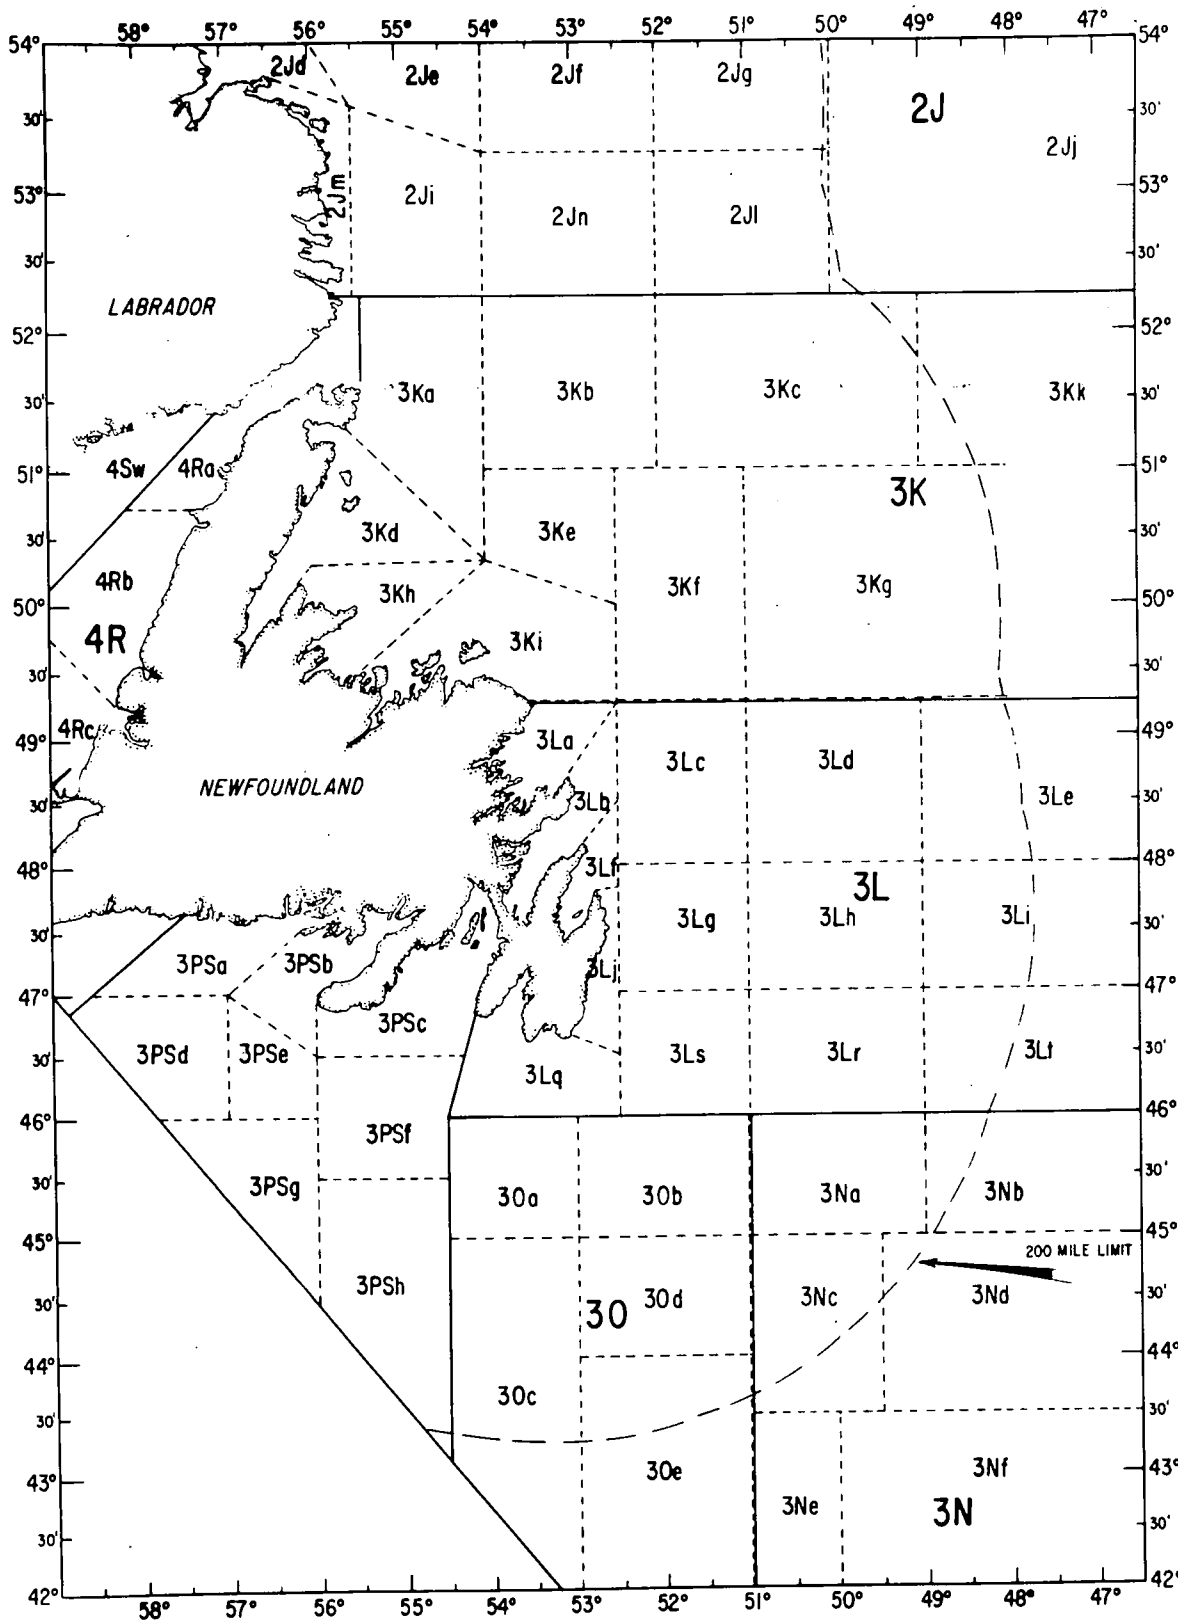 58° 57° 56° 55° 54° 53° 52° 51° 50° 49° 48° 47°
54° 54°
2Jd 2Je 2Jf 2Jg 2J
30' 2Jj 30'
53° 2Jm 2Ji 2Jn 2Jl 53°
30' 30'
LABRADOR
52° 52°
30' 3Ka 3Kb 3Kc 3Kk 30'
4Sw 4Ra
51° 51°
3K
30' 3Kd 3Ke 30'
4Rb 3Kh 3Kf 3Kg
50° 50°
4R 3Ki
30' 30'
4Rc 3La
49° 49°
3Lc 3Ld
NEWFOUNDLAND
30' 3Lb 3Le 30'
48° 3Lf 48°
3L
30' 3Lg 3Lh 3Li 30'
3PSa 3PSb 3Lj
47° 47°
3PSc
30' 3PSd 3PSe 3Ls 3Lr 3Lt 30'
3Lq
46° 46°
3PSf
30' 3PSg 3Oa 3Ob 3Na 3Nb 30'
45° 45°
200 MILE LIMIT
3PSh 3Od 3Nc 3Nd
30' 3O 30'
44° 44°
3Oc
30' 30'
43° 3Oe 3Nf 43°
3Ne 3N
30' 30'
42° 42°
58° 57° 56° 55° 54° 53° 52° 51° 50° 49° 48° 47°